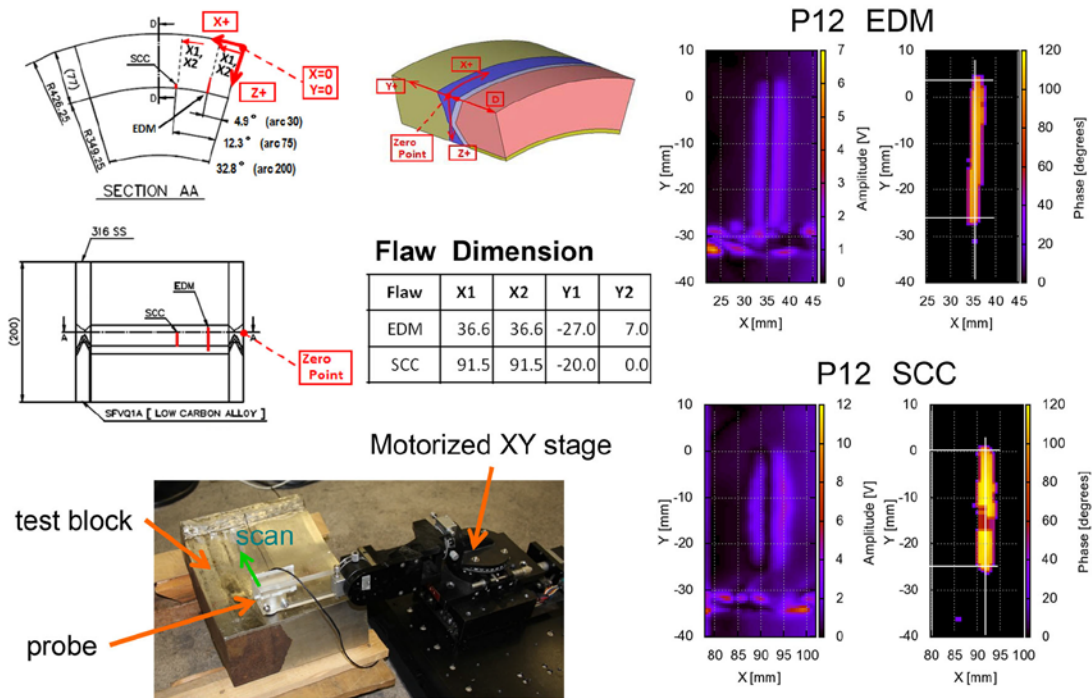 D
X+
X1,
X2
X1,
X2
SCC
X=0
Y=0
D
Z+
(77)
R426.25
R349.25
EDM
4.9° (arc 30)
12.3° (arc 75)
32.8° (arc 200)
SECTION AA
X+
Y+
D
Zero
Point
Z+
316 SS
EDM
SCC
(200)
A
A
Zero
Point
SFVQ1A [ LOW CARBON ALLOY ]
Flaw Dimension
Flaw X1 X2 Y1 Y2
EDM 36.6 36.6 -27.0 7.0
SCC 91.5 91.5 -20.0 0.0
Motorized XY stage
test block
scan
probe
P12 EDM
10
0
-10
-20
-30
-40
Y [mm]
25 30 35 40 45
X [mm]
7
6
5
4
3
2
1
0
Amplitude [V]
10
0
-10
-20
-30
-40
Y [mm]
25 30 35 40 45
X [mm]
120
100
80
60
40
20
0
Phase [degrees]
P12 SCC
10
0
-10
-20
-30
-40
Y [mm]
80 85 90 95 100
X [mm]
12
10
8
6
4
2
0
Amplitude [V]
10
0
-10
-20
-30
-40
Y [mm]
80 85 90 95 100
X [mm]
120
100
80
60
40
20
0
Phase [degrees]